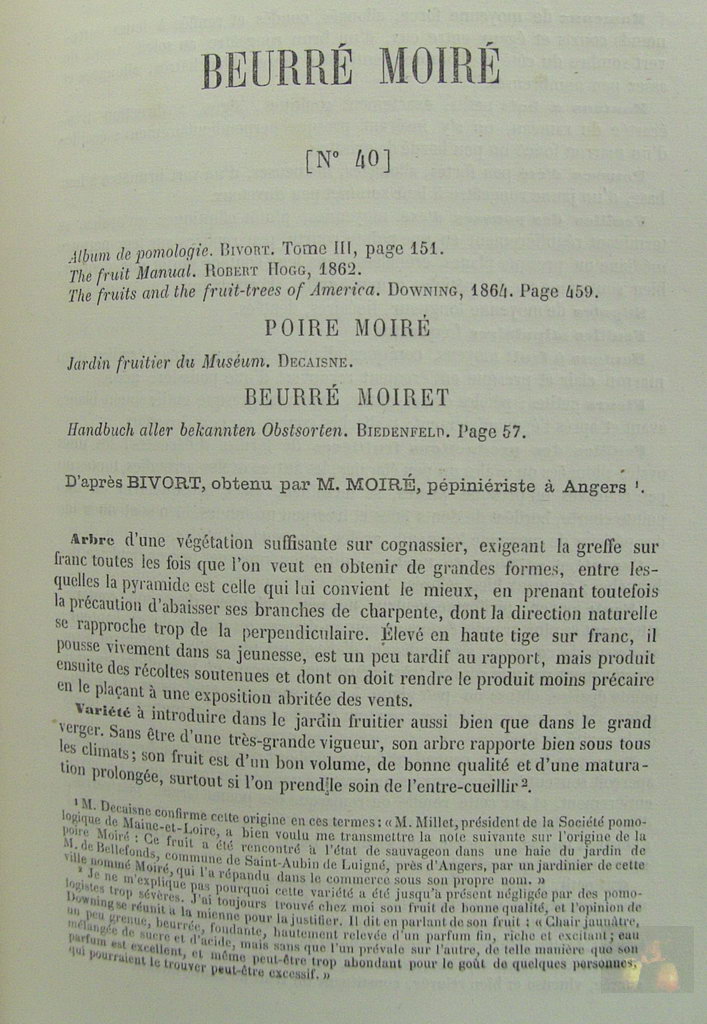 BEURRÉ MOIRÉ
[N° 40]
Album de pomologie. BIVORT. Tome III, page 151.
The fruit Manual. ROBERT HOGG, 1862.
The fruits and the fruit-trees of America. DOWNING, 1864. Page 459.
POIRE MOIRÉ
Jardin fruitier du Muséum. DECAISNE.
BEURRÉ MOIRET
Handbuch aller bekannten Obstsorten. BIEDENFELD. Page 57.
D'après BIVORT, obtenu par M. MOIRÉ, pépiniériste à Angers ¹.
Arbre d'une végétation suffisante sur cognassier, exigeant la greffe sur
franc toutes les fois que l'on veut en obtenir de grandes formes, entre les-
quelles la pyramide est celle qui lui convient le mieux, en prenant toutefois
la précaution d'abaisser ses branches de charpente, dont la direction naturelle
se rapproche trop de la perpendiculaire. Élevé en haute tige sur franc, il
pousse vivement dans sa jeunesse, est un peu tardif au rapport, mais produit
ensuite des récoltes soutenues et dont on doit rendre le produit moins précaire
en le plaçant à une exposition abritée des vents.
Variété à introduire dans le jardin fruitier aussi bien que dans le grand
verger. Sans être d'une très-grande vigueur, son arbre rapporte bien sous tous
les climats; son fruit est d'un bon volume, de bonne qualité et d'une matura-
tion prolongée, surtout si l'on prend le soin de l'entre-cueillir ².
¹ M. Decaisne confirme cette origine en ces termes: « M. Millet, président de la Société pomo-
logique de Maine-et-Loire, a bien voulu me transmettre la note suivante sur l'origine de la
poire Moiré : Ce fruit a été rencontré à l'état de sauvageon dans une haie du jardin de
M. de Bellefonds, commune de Saint-Aubin de Luigné, près d'Angers, par un jardinier de cette
ville nommé Moiré, qui l'a répandu dans le commerce sous son propre nom. »
² Je ne m'explique pas pourquoi cette variété a été jusqu'à présent négligée par des pomo-
logistes trop sévères. J'ai toujours trouvé chez moi son fruit de bonne qualité, et l'opinion de
Downing se réunit à la mienne pour la justifier. Il dit en parlant de son fruit : « Chair jaunâtre,
un peu grenue, beurrée, fondante, hautement relevée d'un parfum fin, riche et excitant; eau
mélangée de sucre et d'acide, mais sans que l'un prévale sur l'autre, de telle manière que son
parfum est excellent, et même peut-être trop abondant pour le goût de quelques personnes,
qui pourraient le trouver peut-être excessif. »